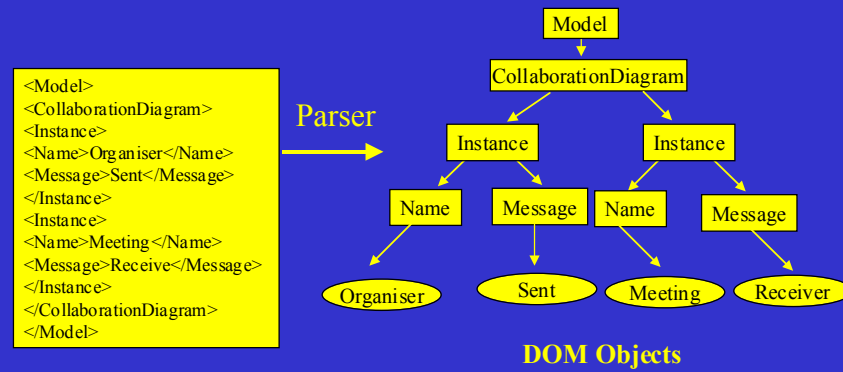 <Model>
<CollaborationDiagram>
<Instance>
<Name>Organiser</Name>
<Message>Sent</Message>
</Instance>
<Instance>
<Name>Meeting</Name>
<Message>Receive</Message>
</Instance>
</CollaborationDiagram>
</Model>
Parser
Model
CollaborationDiagram
Instance Instance
Name Message Name Message
Organiser Sent Meeting Receiver
DOM Objects